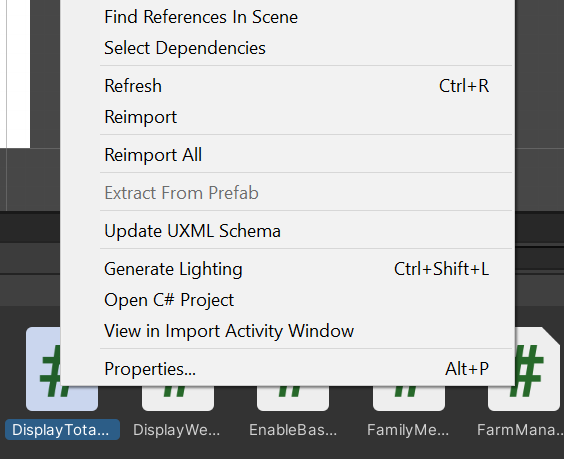 Find References In Scene
Select Dependencies
Refresh Ctrl+R
Reimport
Reimport All
Extract From Prefab
Update UXML Schema
Generate Lighting Ctrl+Shift+L
Open C# Project
View in Import Activity Window
Properties... Alt+P
# # # # #
DisplayTota... DisplayWe... EnableBas... FamilyMe... FarmMana...